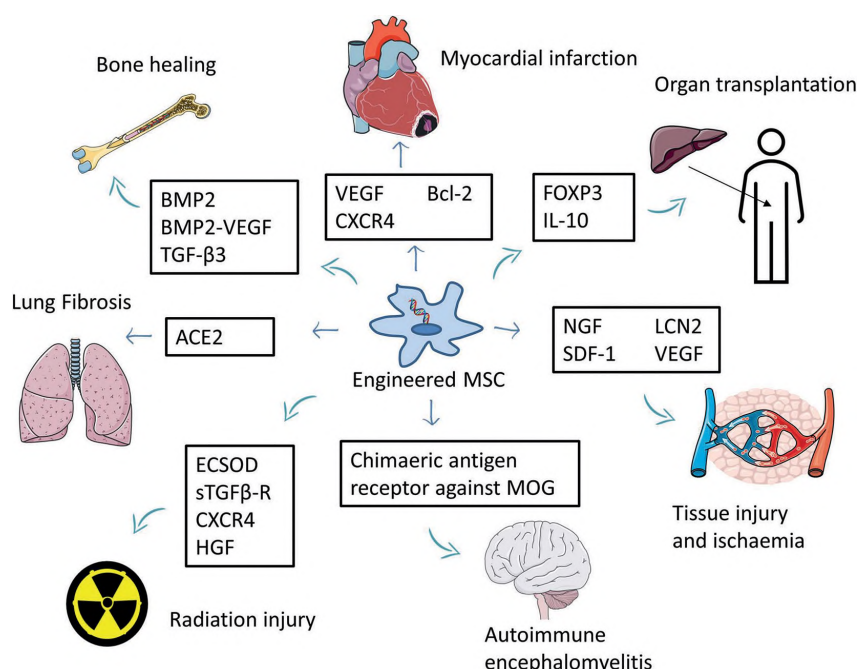 Bone healing
Myocardial infarction
Organ transplantation
BMP2
BMP2-VEGF
TGF-β3
VEGF Bcl-2
CXCR4
FOXP3
IL-10
Lung Fibrosis
ACE2
Engineered MSC
NGF LCN2
SDF-1 VEGF
ECSOD
sTGFβ-R
CXCR4
HGF
Chimaeric antigen
receptor against MOG
Tissue injury
and ischaemia
Radiation injury
Autoimmune
encephalomyelitis